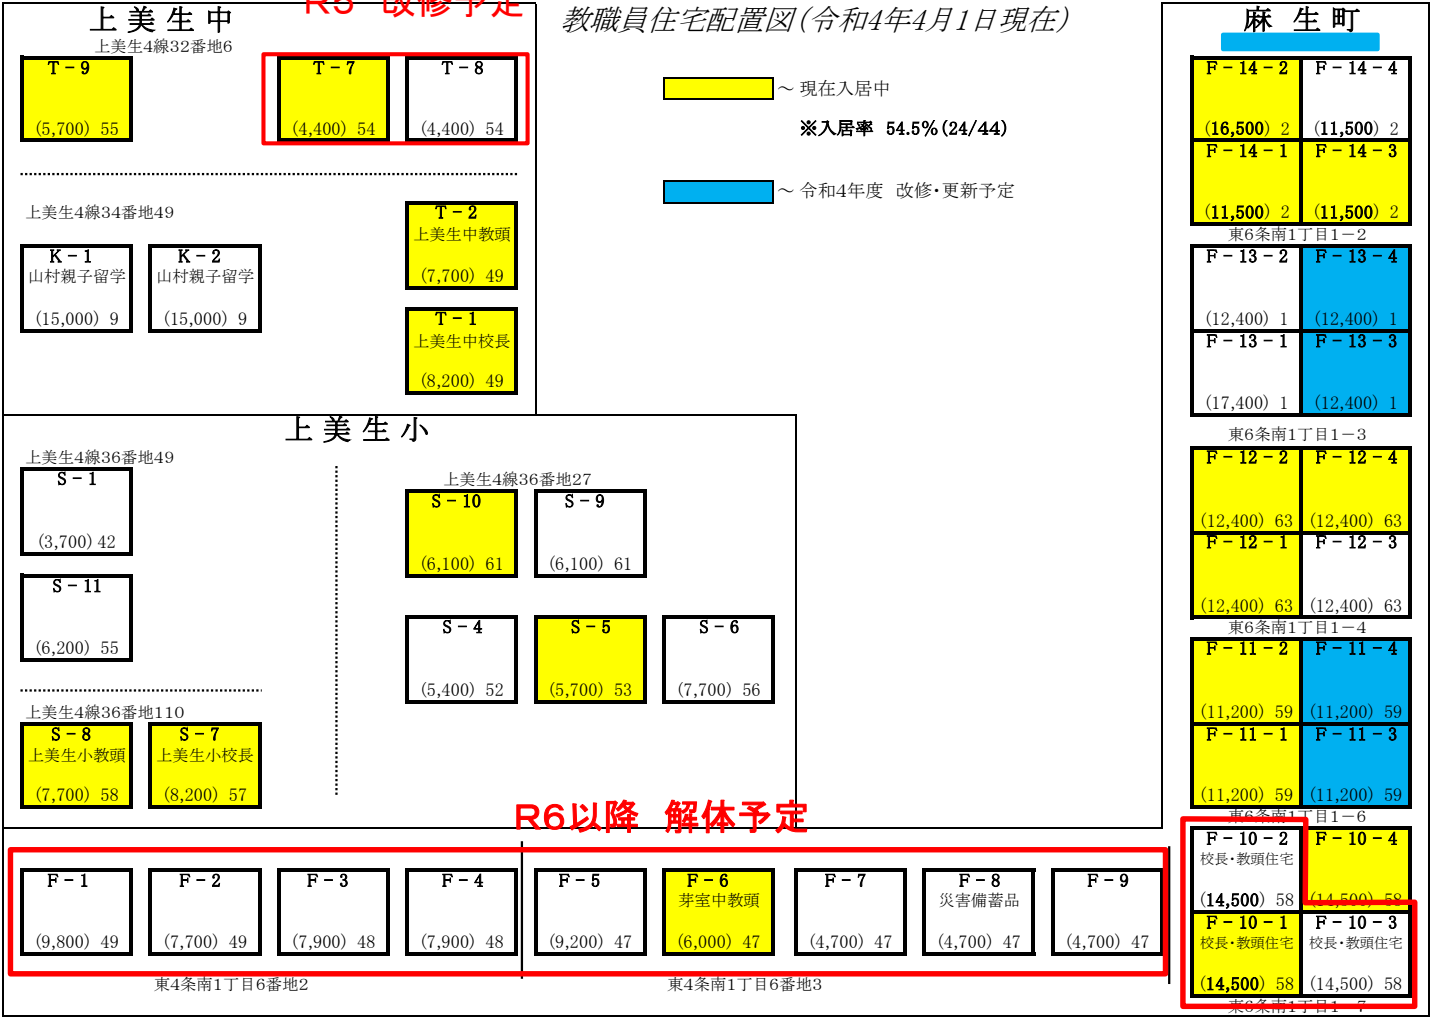 R5 改修予定
教職員住宅配置図(令和4年4月1日現在)
上美生中
上美生4線32番地6
T－9
(5,700) 55
T－7
(4,400) 54
T－8
(4,400) 54
上美生4線34番地49
K－1
山村親子留学
(15,000) 9
K－2
山村親子留学
(15,000) 9
T－2
上美生中教頭
(7,700) 49
T－1
上美生中校長
(8,200) 49
～ 現在入居中
※入居率 54.5%(24/44)
～ 令和4年度 改修・更新予定
上美生小
上美生4線36番地49
S－1
(3,700) 42
S－11
(6,200) 55
上美生4線36番地110
S－8
上美生小教頭
(7,700) 58
S－7
上美生小校長
(8,200) 57
上美生4線36番地27
S－10
(6,100) 61
S－9
(6,100) 61
S－4
(5,400) 52
S－5
(5,700) 53
S－6
(7,700) 56
R6以降 解体予定
F－1
(9,800) 49
F－2
(7,700) 49
F－3
(7,900) 48
F－4
(7,900) 48
F－5
(9,200) 47
F－6
芽室中教頭
(6,000) 47
F－7
(4,700) 47
F－8
災害備蓄品
(4,700) 47
F－9
(4,700) 47
東4条南1丁目6番地2
東4条南1丁目6番地3
麻生町
F－14－2
(16,500) 2
F－14－4
(11,500) 2
F－14－1
(11,500) 2
F－14－3
(11,500) 2
東6条南1丁目1－2
F－13－2
(12,400) 1
F－13－4
(12,400) 1
F－13－1
(17,400) 1
F－13－3
(12,400) 1
東6条南1丁目1－3
F－12－2
(12,400) 63
F－12－4
(12,400) 63
F－12－1
(12,400) 63
F－12－3
(12,400) 63
東6条南1丁目1－4
F－11－2
(11,200) 59
F－11－4
(11,200) 59
F－11－1
(11,200) 59
F－11－3
(11,200) 59
東6条南1丁目1－6
F－10－2
校長・教頭住宅
(14,500) 58
F－10－4
(14,500) 58
F－10－1
校長・教頭住宅
(14,500) 58
F－10－3
校長・教頭住宅
(14,500) 58
東6条南1丁目1－7